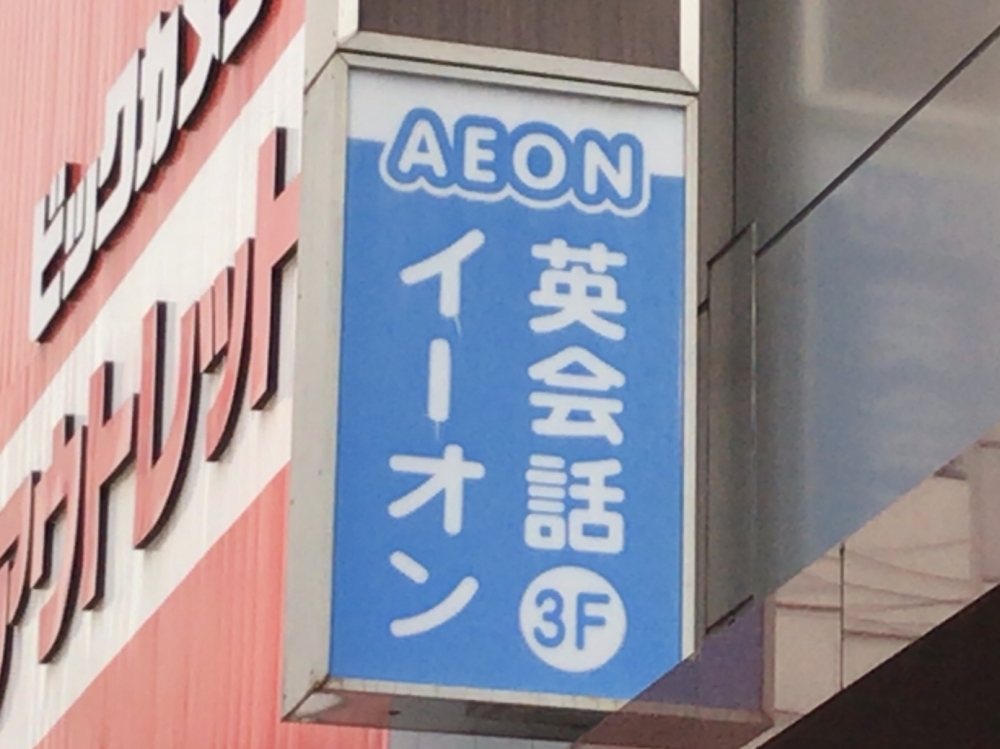 ビックカメ
アウトレット
AEON
英会話
3F
イーオン